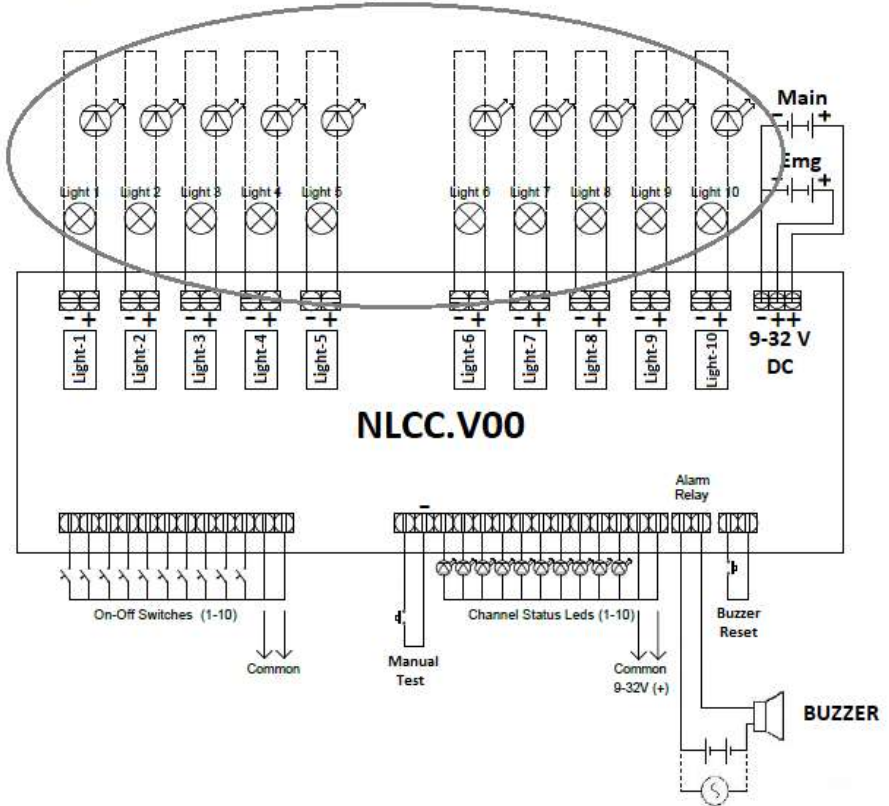 Main
- +
Emg
- +
Light 1 Light 2 Light 3 Light 4 Light 5 Light 6 Light 7 Light 8 Light 9 Light 10
- + - + - + - + - + - + - + - + - + - + - + +
Light-1 Light-2 Light-3 Light-4 Light-5 Light-6 Light-7 Light-8 Light-9 Light-10
9-32 V
DC
NLCC.V00
Alarm
Relay
-
On-Off Switches (1-10)
Common
Manual
Test
Channel Status Leds (1-10)
Common
9-32V (+)
Buzzer
Reset
BUZZER
S